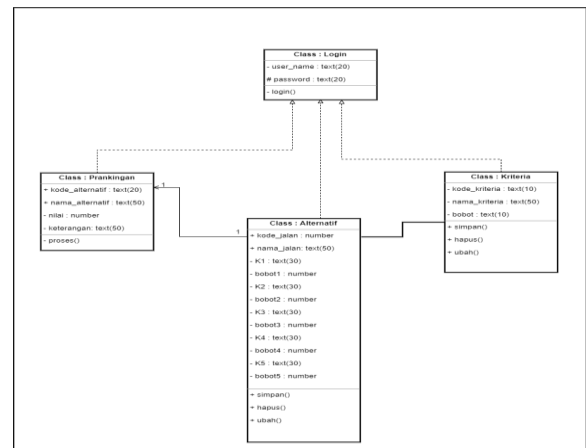 Class : Login
- user_name : text(20)
# password : text(20)
- login()
Class : Prankingan
+ kode_alternatif : text(20)
+ nama_alternatif : text(50)
- nilai : number
- keterangan: text(50)
- proses()
1
1
Class : Alternatif
+ kode_jalan : number
+ nama_jalan: text(50)
- K1 : text(30)
- bobot1 : number
- K2 : text(30)
- bobot2 : number
- K3 : text(30)
- bobot3 : number
- K4 : text(30)
- bobot4 : number
- K5 : text(30)
- bobot5 : number
+ simpan()
+ hapus()
+ ubah()
Class : Kriteria
- kode_kriteria : text(10)
- nama_kriteria : text(50)
- bobot : text(10)
+ simpan()
+ hapus()
+ ubah()